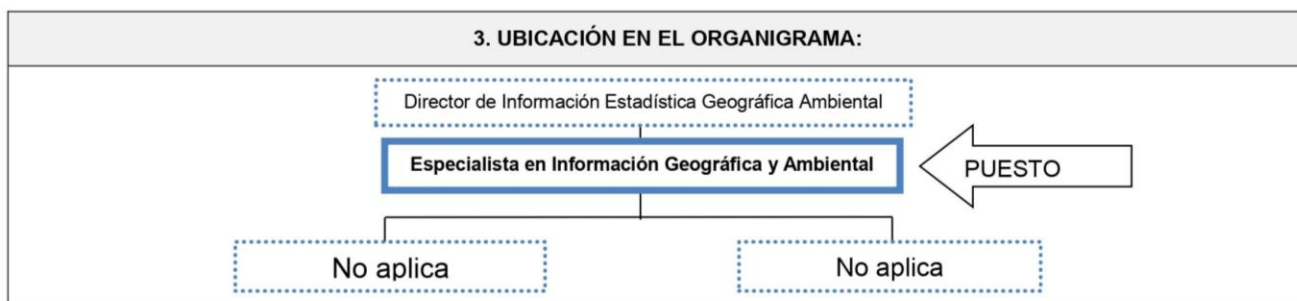 3. UBICACIÓN EN EL ORGANIGRAMA:
Director de Información Estadística Geográfica Ambiental
Especialista en Información Geográfica y Ambiental
PUESTO
No aplica
No aplica